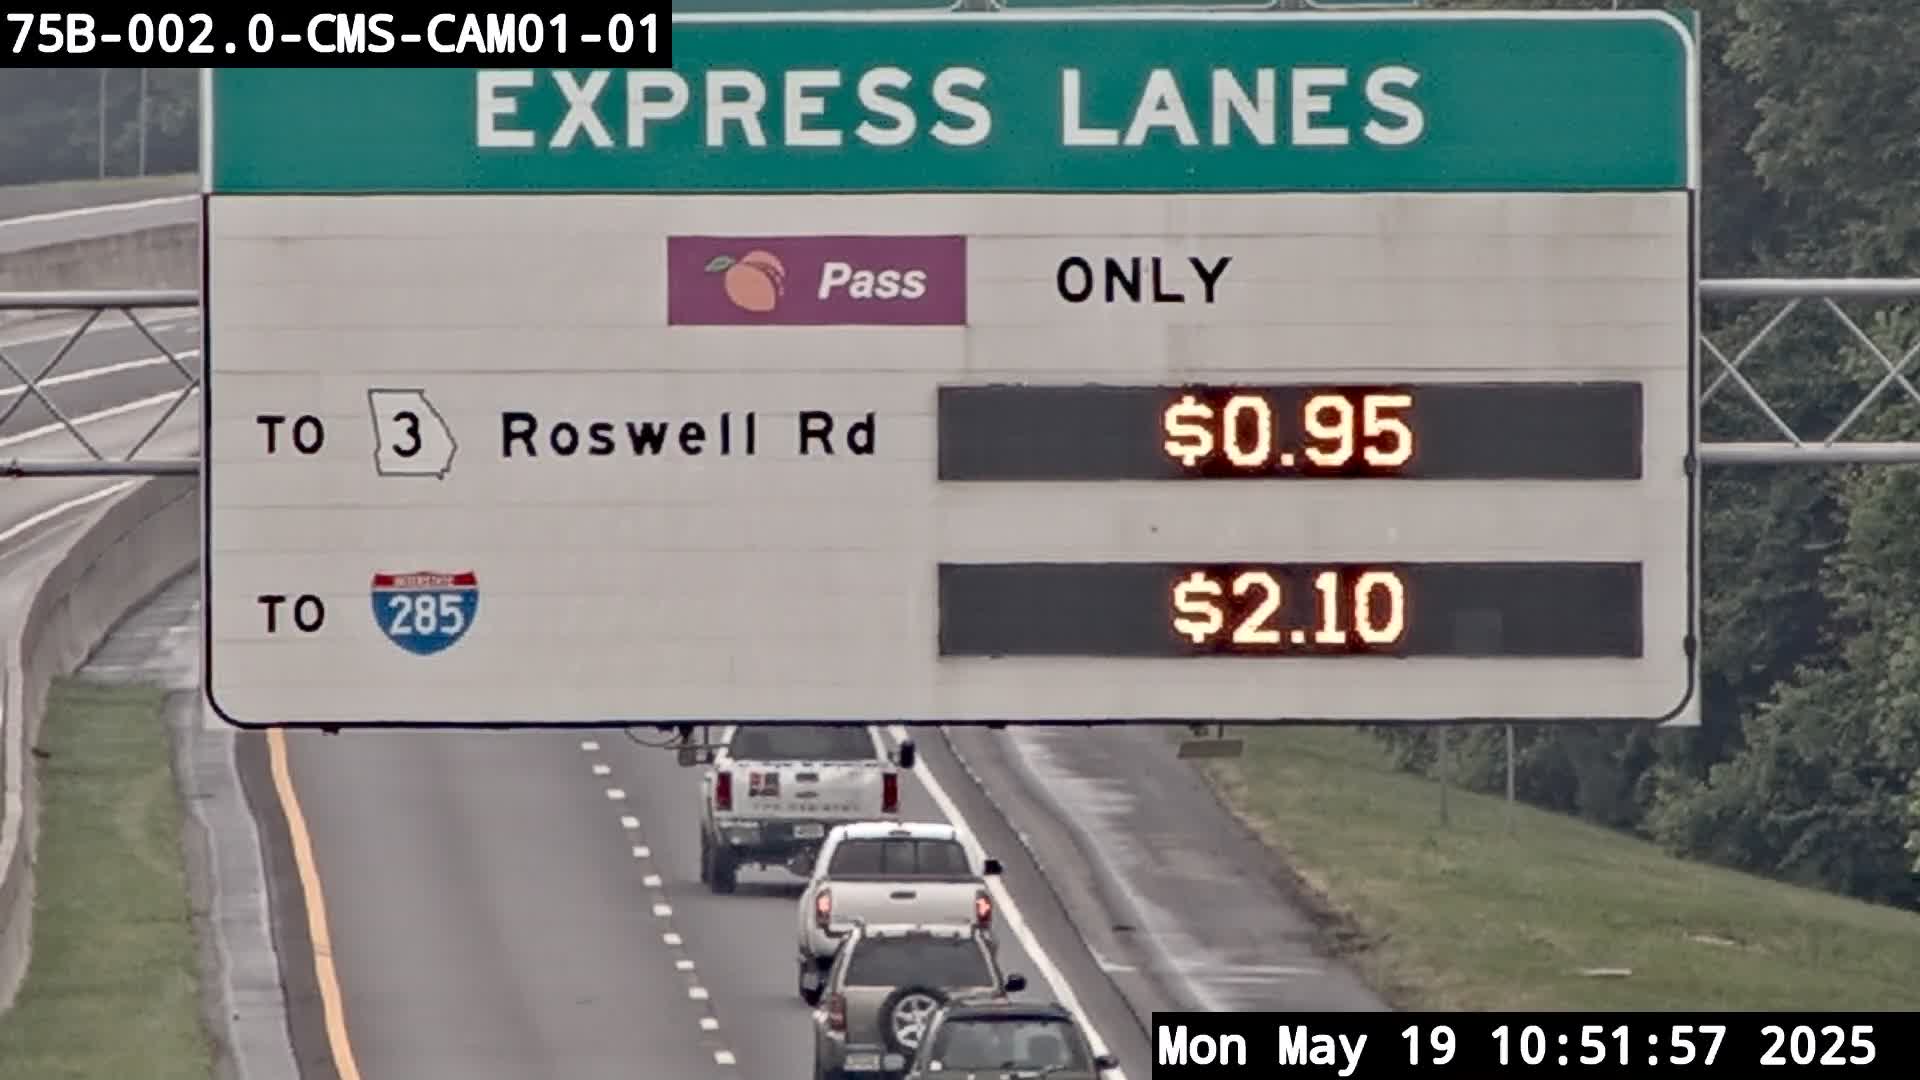 75B-002.0-CMS-CAM01-01
EXPRESS LANES
Pass ONLY
TO 3 Roswell Rd $0.95
TO INTERSTATE 285 $2.10
Mon May 19 10:51:57 2025